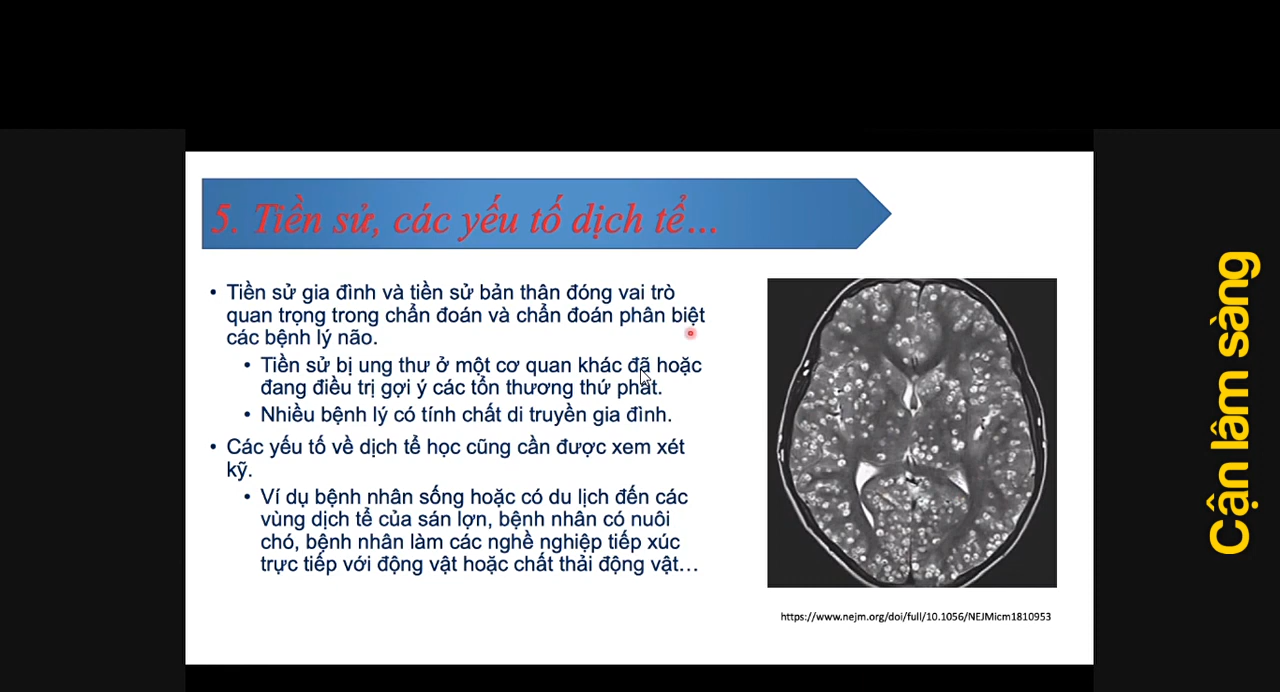 5. Tiền sử, các yếu tố dịch tể...
• Tiền sử gia đình và tiền sử bản thân đóng vai trò
quan trọng trong chẩn đoán và chẩn đoán phân biệt
các bệnh lý não.
• Tiền sử bị ung thư ở một cơ quan khác đã hoặc
đang điều trị gợi ý các tổn thương thứ phát.
• Nhiều bệnh lý có tính chất di truyền gia đình.
• Các yếu tố về dịch tể học cũng cần được xem xét
kỹ.
• Ví dụ bệnh nhân sống hoặc có du lịch đến các
vùng dịch tể của sán lợn, bệnh nhân có nuôi
chó, bệnh nhân làm các nghề nghiệp tiếp xúc
trực tiếp với động vật hoặc chất thải động vật...
https://www.nejm.org/doi/full/10.1056/NEJMicm1810953
Cận lâm sàng